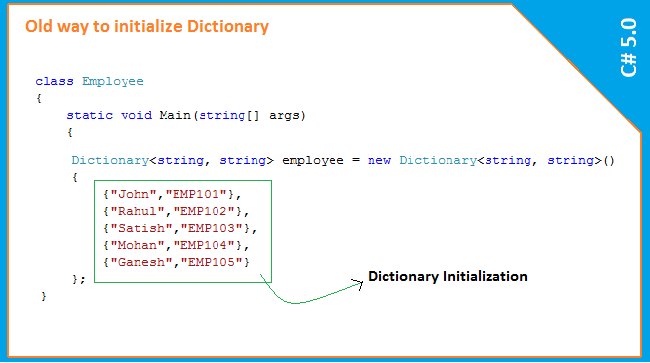 Old way to initialize Dictionary
C# 5.0
class Employee
{
static void Main(string[] args)
{
Dictionary<string, string> employee = new Dictionary<string, string>()
{
{"John","EMP101"},
{"Rahul","EMP102"},
{"Satish","EMP103"},
{"Mohan","EMP104"},
{"Ganesh","EMP105"}
Dictionary Initialization
};
}